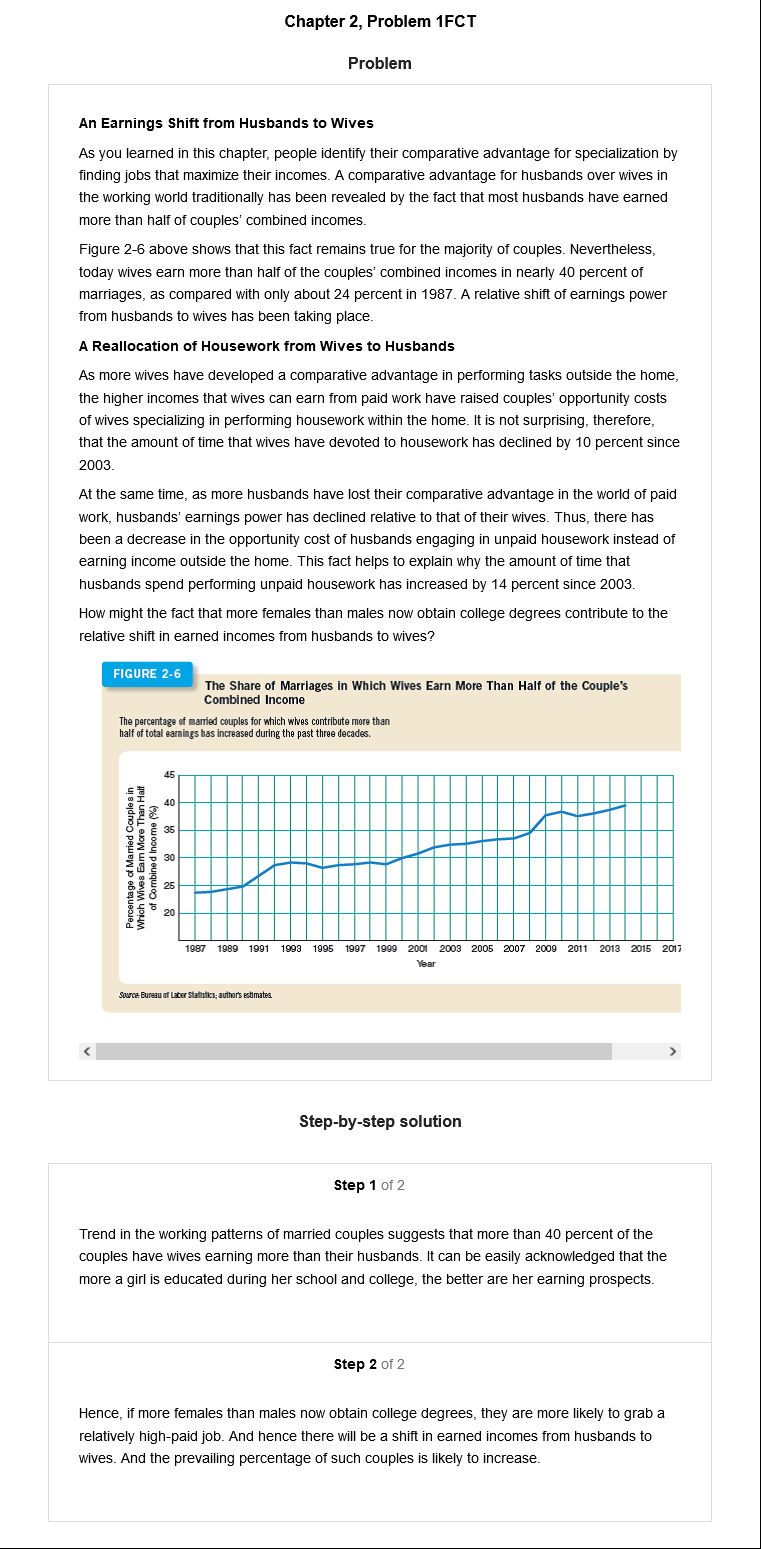 Chapter 2, Problem 1FCT
Problem
An Earnings Shift from Husbands to Wives
As you learned in this chapter, people identify their comparative advantage for specialization by
finding jobs that maximize their incomes. A comparative advantage for husbands over wives in
the working world traditionally has been revealed by the fact that most husbands have earned
more than half of couples' combined incomes.
Figure 2-6 above shows that this fact remains true for the majority of couples. Nevertheless,
today wives earn more than half of the couples' combined incomes in nearly 40 percent of
marriages, as compared with only about 24 percent in 1987. A relative shift of earnings power
from husbands to wives has been taking place.
A Reallocation of Housework from Wives to Husbands
As more wives have developed a comparative advantage in performing tasks outside the home,
the higher incomes that wives can earn from paid work have raised couples' opportunity costs
of wives specializing in performing housework within the home. It is not surprising, therefore,
that the amount of time that wives have devoted to housework has declined by 10 percent since
2003.
At the same time, as more husbands have lost their comparative advantage in the world of paid
work, husbands' earnings power has declined relative to that of their wives. Thus, there has
been a decrease in the opportunity cost of husbands engaging in unpaid housework instead of
earning income outside the home. This fact helps to explain why the amount of time that
husbands spend performing unpaid housework has increased by 14 percent since 2003.
How might the fact that more females than males now obtain college degrees contribute to the
relative shift in earned incomes from husbands to wives?
FIGURE 2-6
The Share of Marriages in Which Wives Earn More Than Half of the Couple's
Combined Income
The percentage of married couples for which wives contribute more than
half of total earnings has increased during the past three decades.
Percentage of Married Couples in
Which Wives Earn More Than Half
of Combined Income (%)
45
40
35
30
25
20
1987 1989 1991 1993 1995 1997 1999 2001 2003 2005 2007 2009 2011 2013 2015 2017
Year
Source: Bureau of Labor Statistics; author's estimates.
Step-by-step solution
Step 1 of 2
Trend in the working patterns of married couples suggests that more than 40 percent of the
couples have wives earning more than their husbands. It can be easily acknowledged that the
more a girl is educated during her school and college, the better are her earning prospects.
Step 2 of 2
Hence, if more females than males now obtain college degrees, they are more likely to grab a
relatively high-paid job. And hence there will be a shift in earned incomes from husbands to
wives. And the prevailing percentage of such couples is likely to increase.